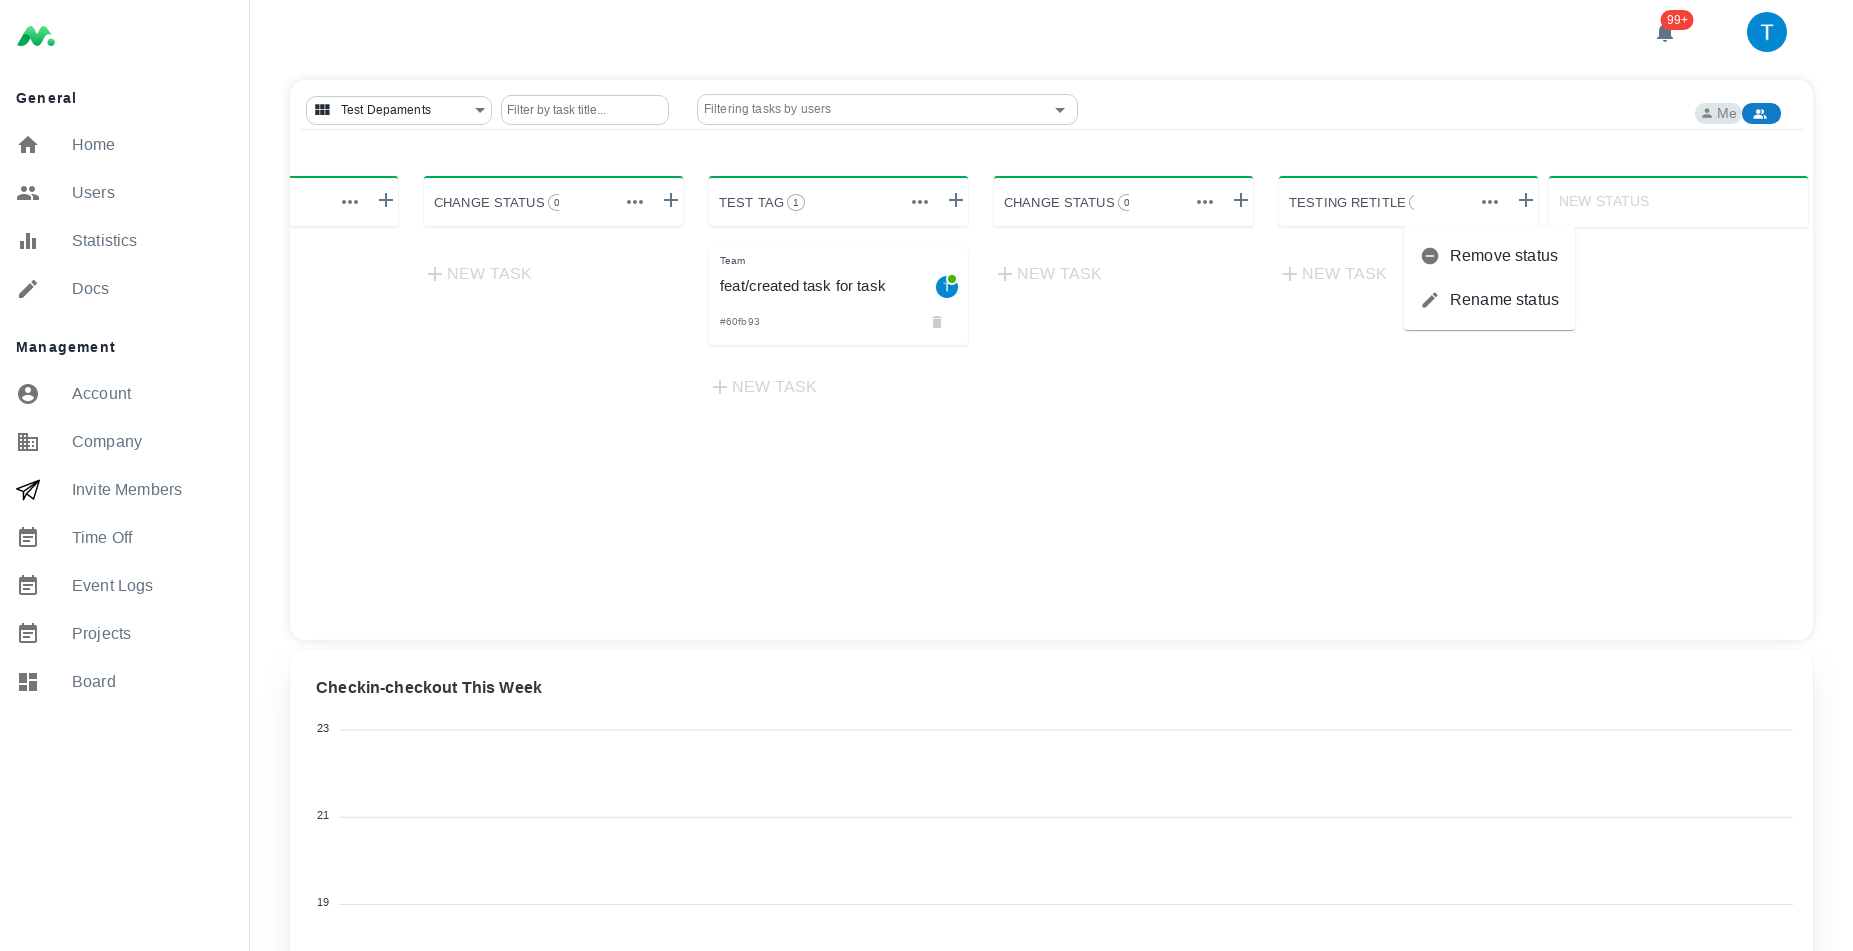 General
Home
Users
Statistics
Docs
Management
Account
Company
Invite Members
Time Off
Event Logs
Projects
Board
99+
T
Test Depaments
Filter by task title...
Filtering tasks by users
Me
CHANGE STATUS 0
TEST TAG 1
CHANGE STATUS 0
TESTING RETITLE
NEW STATUS
NEW TASK
Team
feat/created task for task
T
#60fb93
NEW TASK
NEW TASK
NEW TASK
Remove status
Rename status
Checkin-checkout This Week
23
21
19